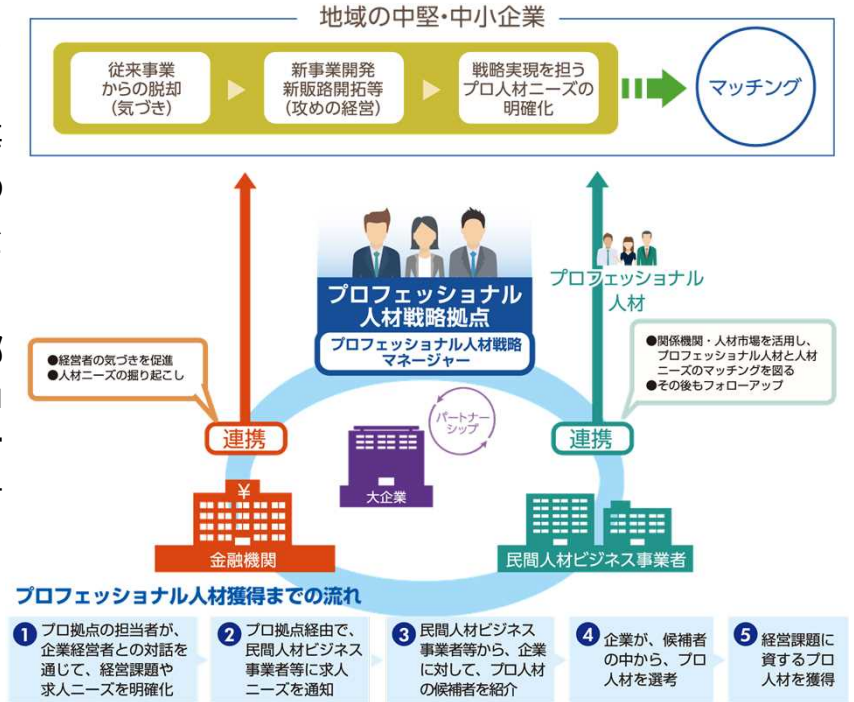 地域の中堅・中小企業
従来事業
からの脱却
(気づき)
新事業開発
新販路開拓等
(攻めの経営)
戦略実現を担う
プロ人材ニーズの
明確化
マッチング
プロフェッショナル
人材戦略拠点
プロフェッショナル人材戦略
マネージャー
プロフェッショナル
人材
●経営者の気づきを促進
●人材ニーズの掘り起こし
●関係機関・人材市場を活用し、
プロフェッショナル人材と人材
ニーズのマッチングを図る
●その後もフォローアップ
連携
パートナー
シップ
連携
大企業
¥
金融機関
民間人材ビジネス事業者
プロフェッショナル人材獲得までの流れ
1 プロ拠点の担当者が、
企業経営者との対話を
通じて、経営課題や
求人ニーズを明確化
2 プロ拠点経由で、
民間人材ビジネス
事業者等に求人
ニーズを通知
3 民間人材ビジネス
事業者等から、企業
に対して、プロ人材
の候補者を紹介
4 企業が、候補者
の中から、プロ
人材を選考
5 経営課題に
資するプロ
人材を獲得